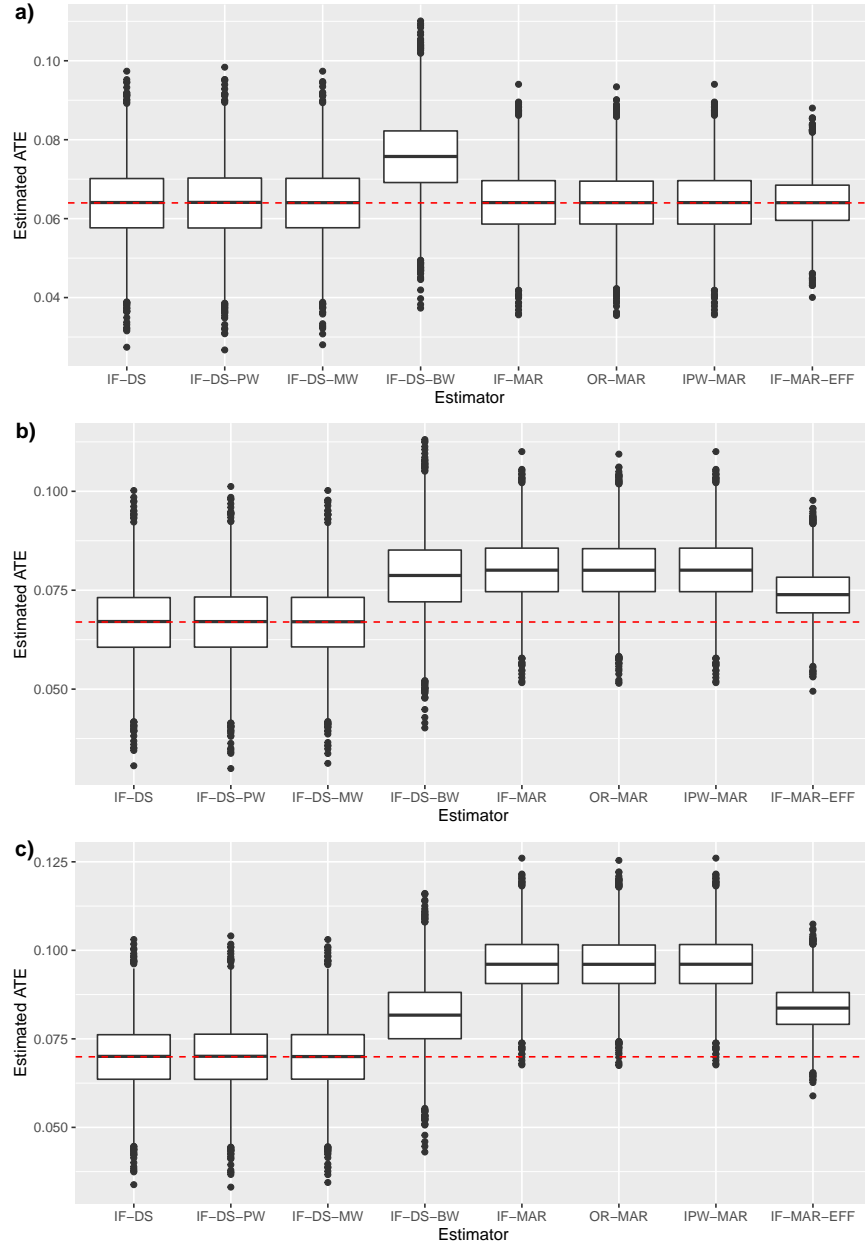 a)
Estimated ATE
0.10
0.08
0.06
0.04
IF−DS IF−DS−PW IF−DS−MW IF−DS−BW IF−MAR OR−MAR IPW−MAR IF−MAR−EFF
Estimator
b)
Estimated ATE
0.100
0.075
0.050
IF−DS IF−DS−PW IF−DS−MW IF−DS−BW IF−MAR OR−MAR IPW−MAR IF−MAR−EFF
Estimator
c)
Estimated ATE
0.125
0.100
0.075
0.050
IF−DS IF−DS−PW IF−DS−MW IF−DS−BW IF−MAR OR−MAR IPW−MAR IF−MAR−EFF
Estimator